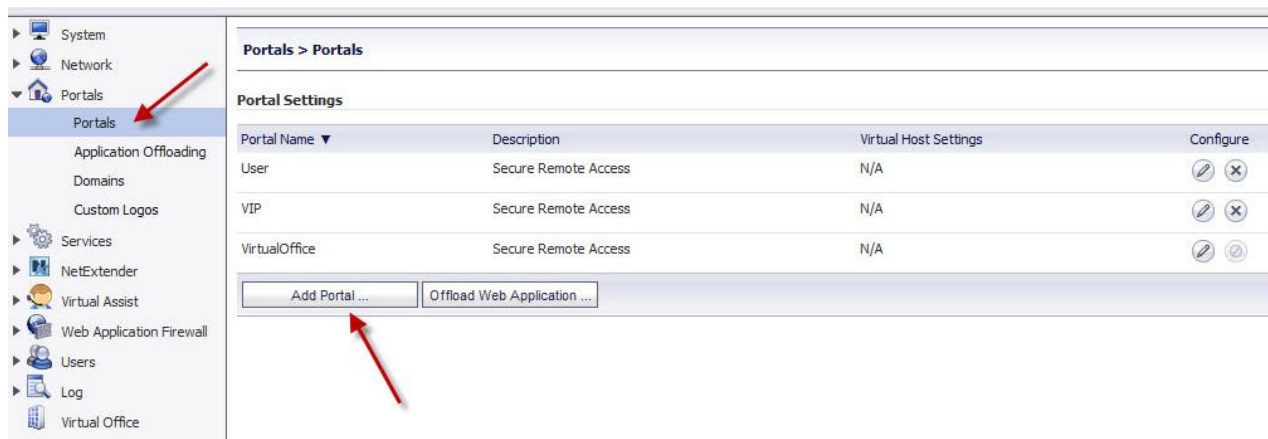 System
Network
Portals
Portals
Application Offloading
Domains
Custom Logos
Services
NetExtender
Virtual Assist
Web Application Firewall
Users
Log
Virtual Office
Portals > Portals
Portal Settings
Portal Name ▼ Description Virtual Host Settings Configure
User Secure Remote Access N/A
VIP Secure Remote Access N/A
VirtualOffice Secure Remote Access N/A
Add Portal ... Offload Web Application ...